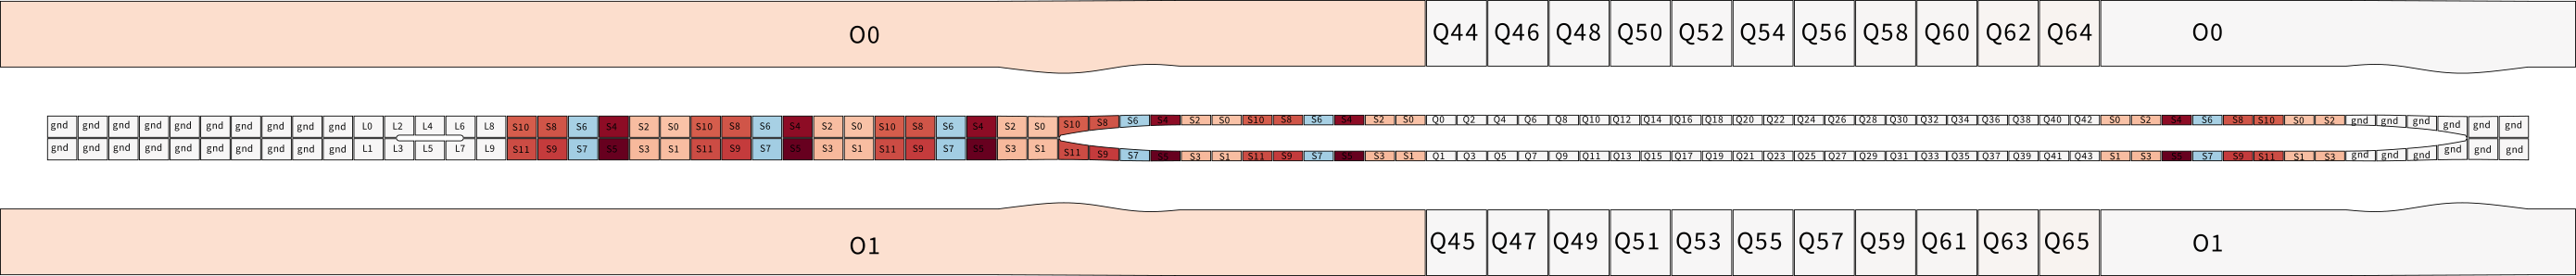 O0 Q44 Q46 Q48 Q50 Q52 Q54 Q56 Q58 Q60 Q62 Q64 O0
gnd gnd gnd gnd gnd gnd gnd gnd gnd gnd L0 L2 L4 L6 L8 S10 S8 S6 S4 S2 S0 S10 S8 S6 S4 S2 S0 S10 S8 S6 S4 S2 S0 S10 S8 S6 S4 S2 S0 S10 S8 S6 S4 S2 S0 Q0 Q2 Q4 Q6 Q8 Q10 Q12 Q14 Q16 Q18 Q20 Q22 Q24 Q26 Q28 Q30 Q32 Q34 Q36 Q38 Q40 Q42 S0 S2 S4 S6 S8 S10 S0 S2 gnd gnd gnd gnd gnd gnd
gnd gnd gnd gnd gnd gnd gnd gnd gnd gnd L1 L3 L5 L7 L9 S11 S9 S7 S5 S3 S1 S11 S9 S7 S5 S3 S1 S11 S9 S7 S5 S3 S1 S11 S9 S7 S5 S3 S1 S11 S9 S7 S5 S3 S1 Q1 Q3 Q5 Q7 Q9 Q11 Q13 Q15 Q17 Q19 Q21 Q23 Q25 Q27 Q29 Q31 Q33 Q35 Q37 Q39 Q41 Q43 S1 S3 S5 S7 S9 S11 S1 S3 gnd gnd gnd gnd gnd gnd
O1 Q45 Q47 Q49 Q51 Q53 Q55 Q57 Q59 Q61 Q63 Q65 O1